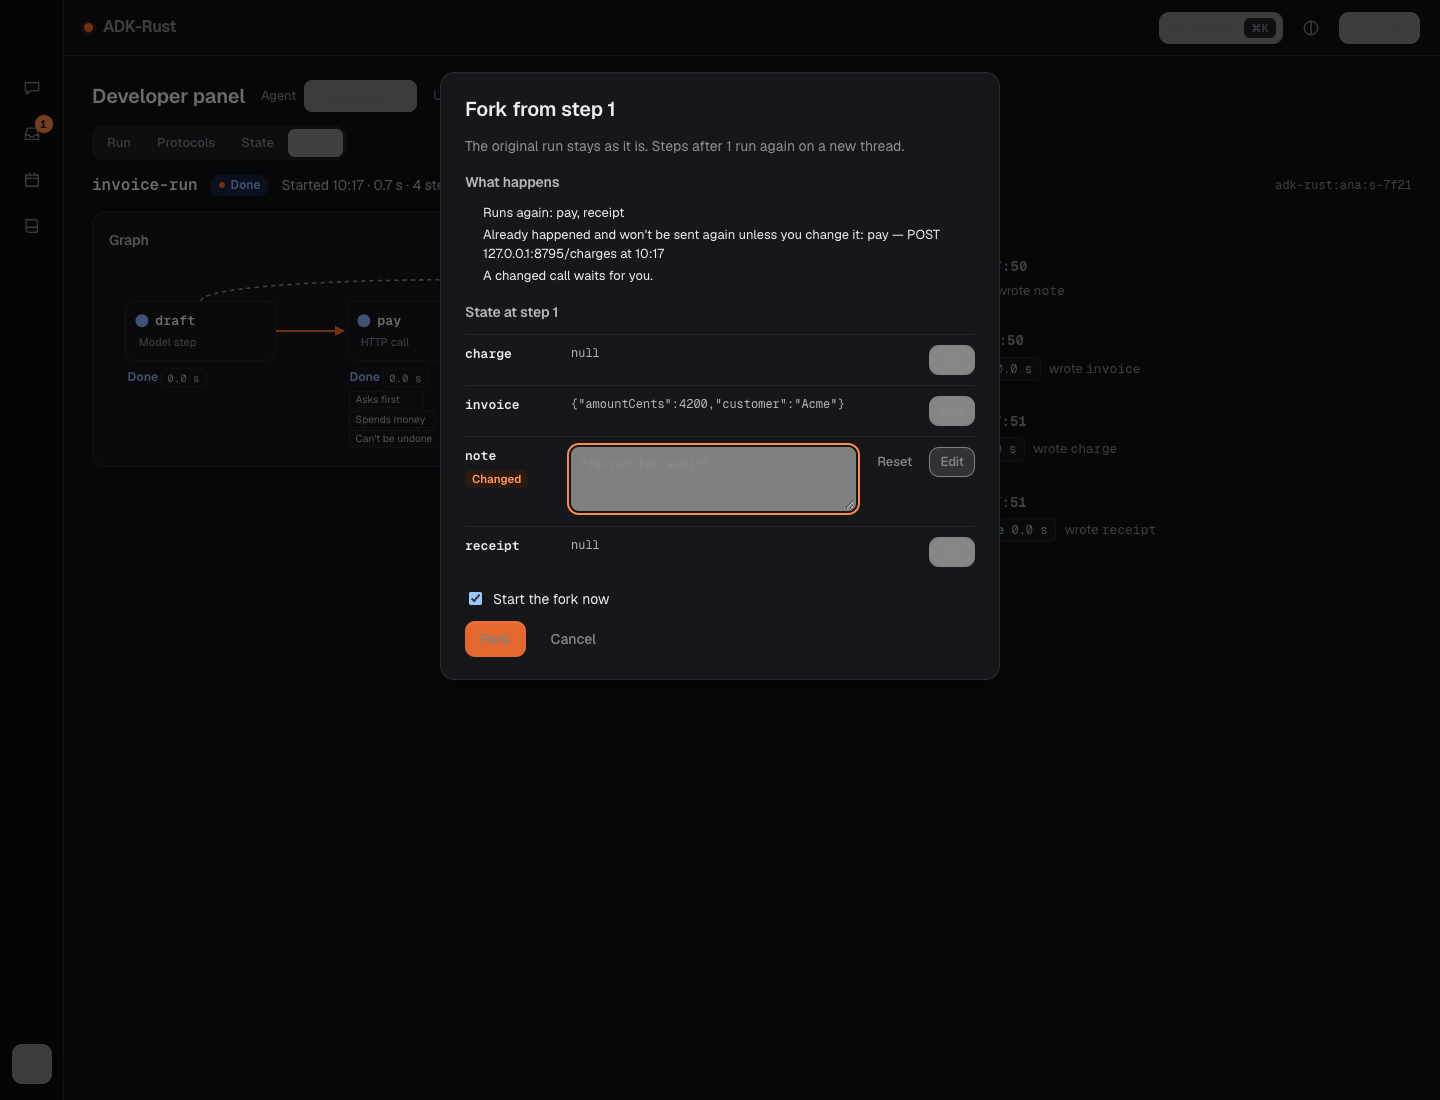 ADK-Rust
⌘K
Developer panel
Agent
1
Run
Protocols
State
invoice-run
Done
Started 10:17 · 0.7 s · 4 ste
adk-rust:ana:s-7f21
Graph
draft
Model step
Done
0.0 s
pay
HTTP call
Done
0.0 s
Asks first
Spends money
Can't be undone
Fork from step 1
The original run stays as it is. Steps after 1 run again on a new thread.
What happens
Runs again: pay, receipt
Already happened and won't be sent again unless you change it: pay — POST
127.0.0.1:8795/charges at 10:17
A changed call waits for you.
State at step 1
charge
null
invoice
{"amountCents":4200,"customer":"Acme"}
note
Changed
"re-run for audit"
Reset
Edit
receipt
null
Start the fork now
Fork
Cancel
:50
wrote note
:50
0.0 s
wrote invoice
:51
s
wrote charge
:51
0.0 s
wrote receipt